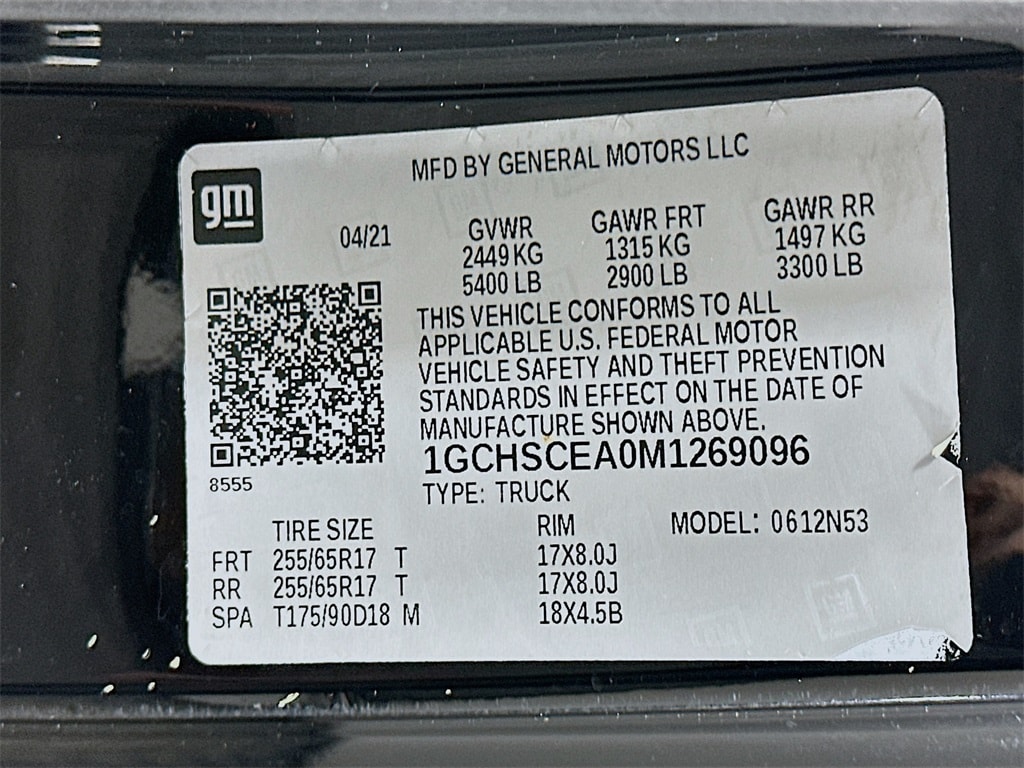 MFD BY GENERAL MOTORS LLC
gm
04/21
GVWR GAWR FRT GAWR RR
2449 KG 1315 KG 1497 KG
5400 LB 2900 LB 3300 LB
THIS VEHICLE CONFORMS TO ALL
APPLICABLE U.S. FEDERAL MOTOR
VEHICLE SAFETY AND THEFT PREVENTION
STANDARDS IN EFFECT ON THE DATE OF
MANUFACTURE SHOWN ABOVE.
1GCHSCEA0M1269096
8555
TYPE: TRUCK
TIRE SIZE RIM MODEL: 0612N53
FRT 255/65R17 T 17X8.0J
RR 255/65R17 T 17X8.0J
SPA T175/90D18 M 18X4.5B